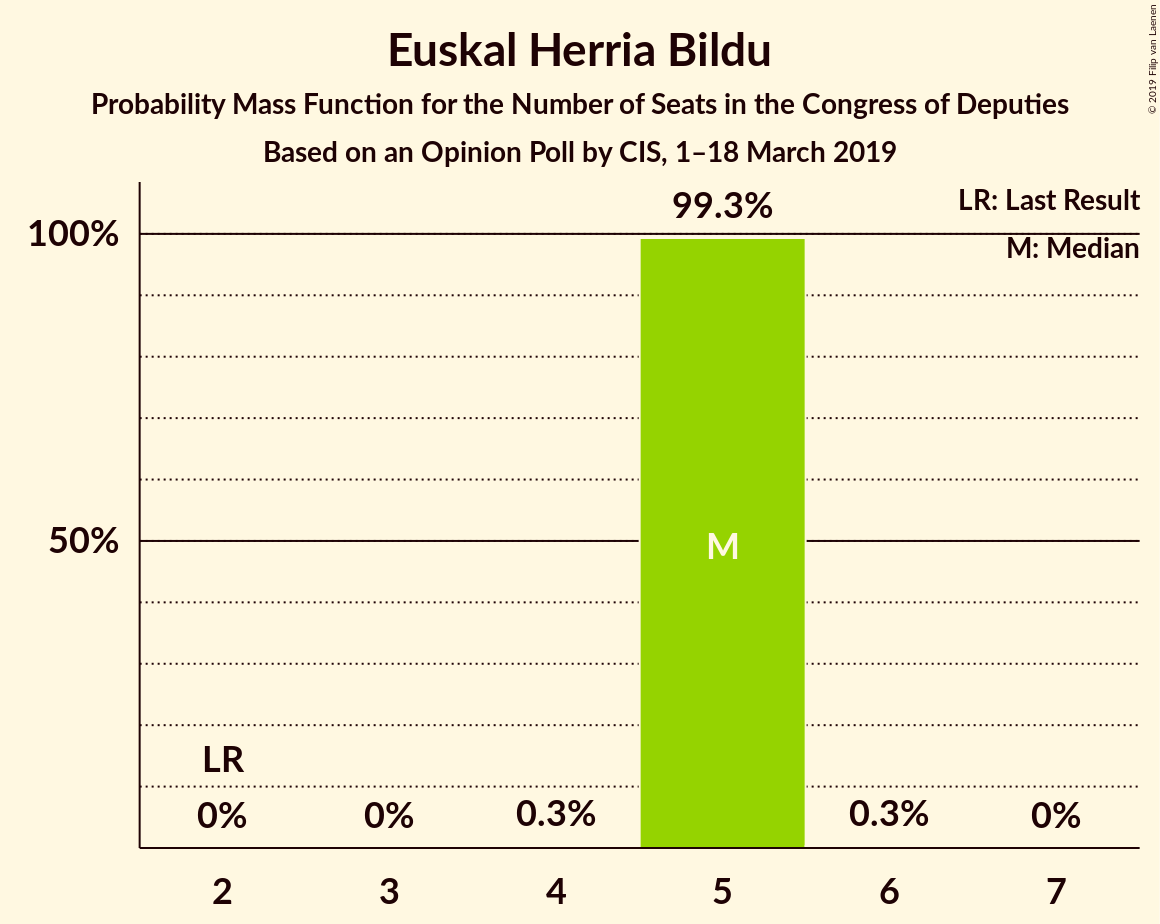 Euskal Herria Bildu
Probability Mass Function for the Number of Seats in the Congress of Deputies
Based on an Opinion Poll by CIS, 1–18 March 2019
© 2019 Filip van Laenen
99.3%
LR: Last Result
100%
M: Median
50%
M
LR
0%
0%
0.3%
0.3%
0%
2
3
4
5
6
7